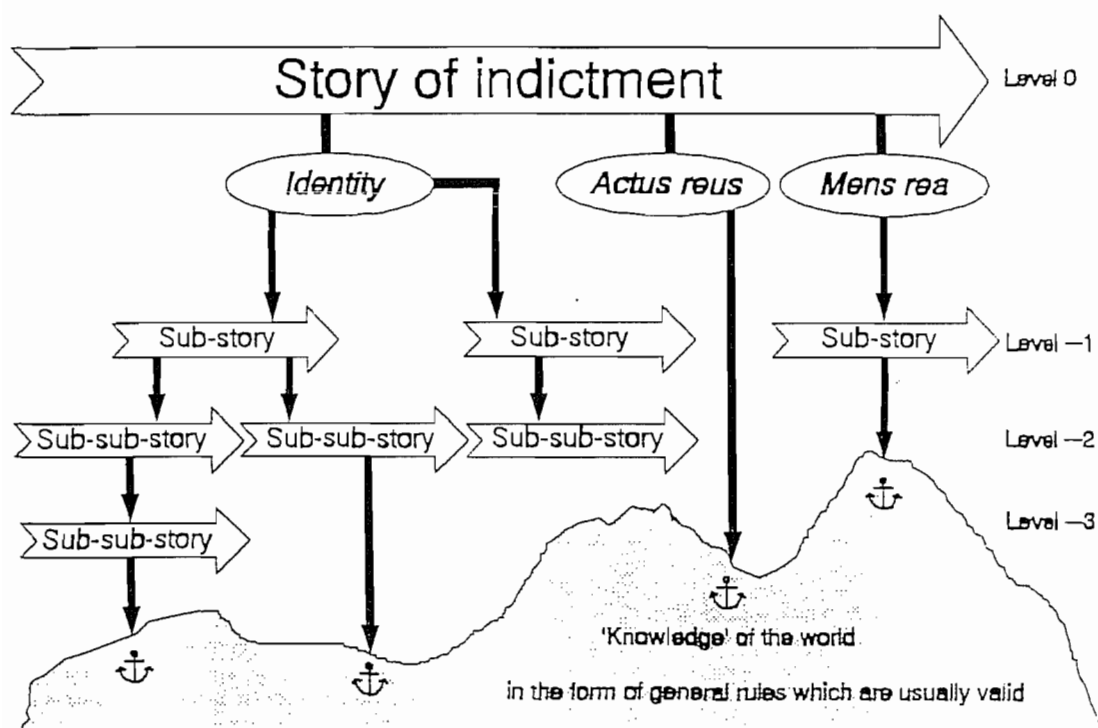 Story of indictment
Level 0
Identity
Actus reus
Mens rea
Sub-story
Sub-story
Sub-story
Level –1
Sub-sub-story
Sub-sub-story
Sub-sub-story
Level –2
Sub-sub-story
Level –3
'Knowledge' of the world
in the form of general rules which are usually valid